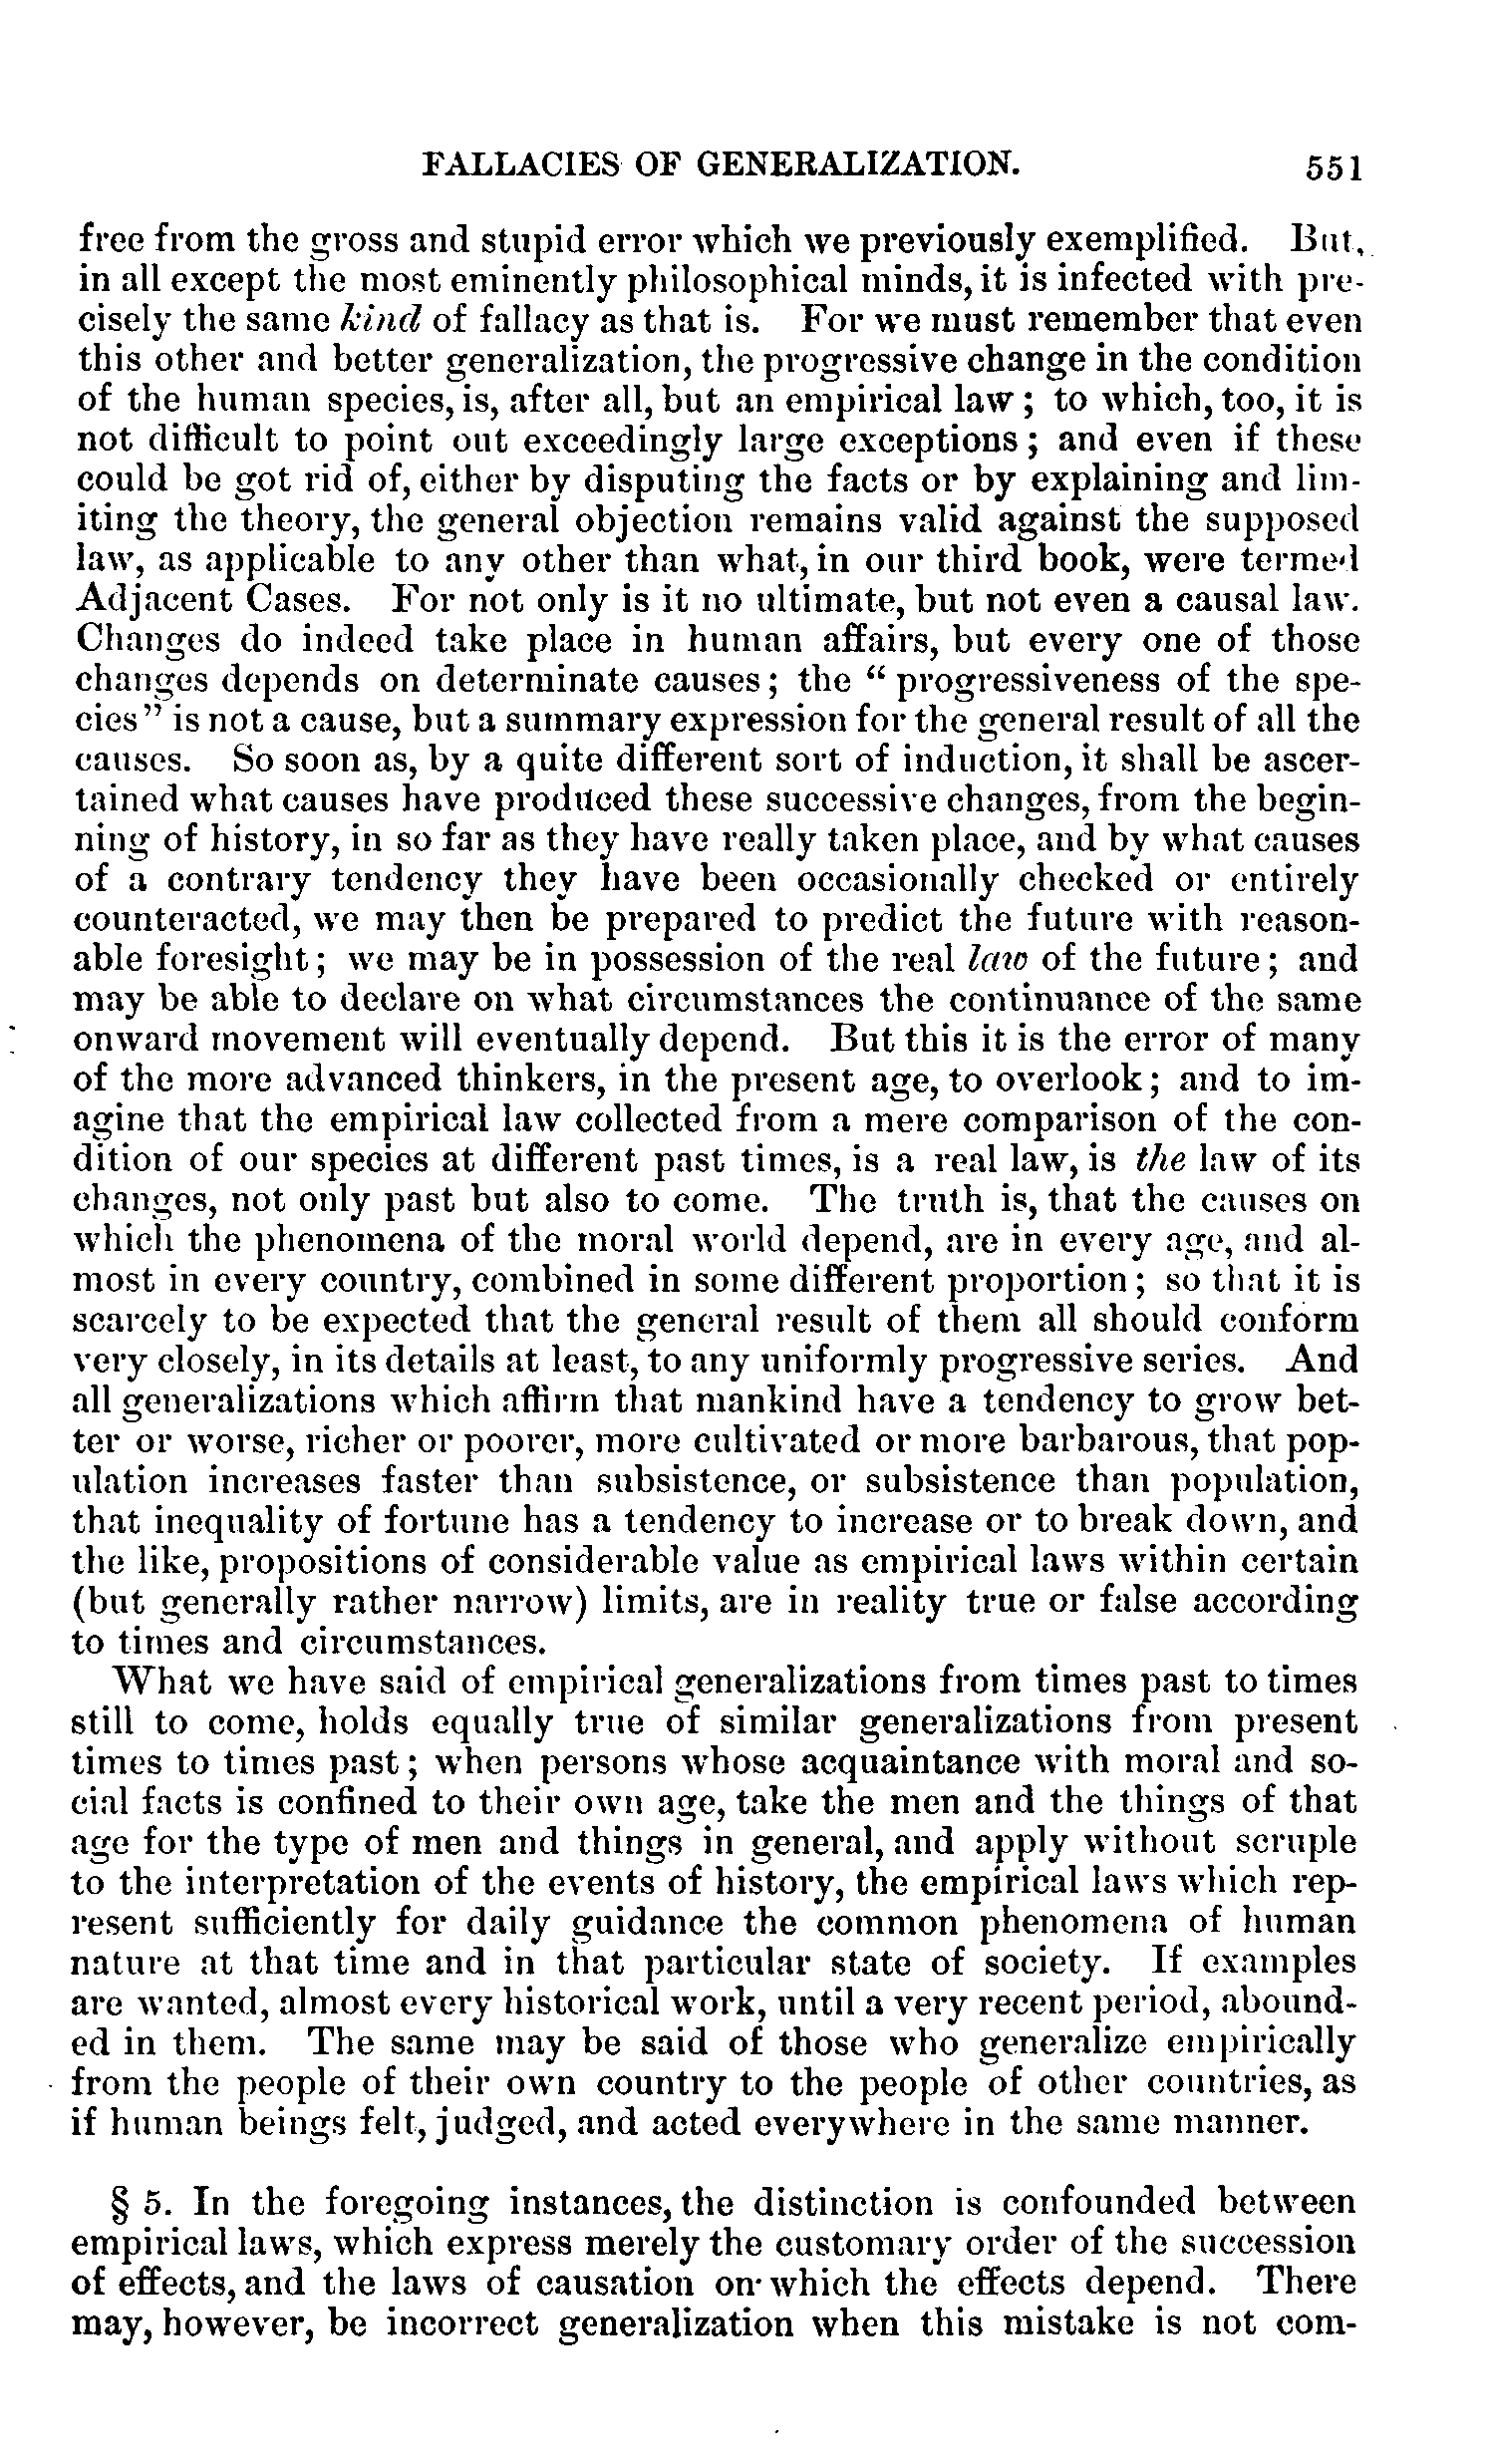 FALLACIES OF GENERALIZATION. 551
free from the gross and stupid error which we previously exemplified. But,
in all except the most eminently philosophical minds, it is infected with pre-
cisely the same kind of fallacy as that is. For we must remember that even
this other and better generalization, the progressive change in the condition
of the human species, is, after all, but an empirical law; to which, too, it is
not difficult to point out exceedingly large exceptions; and even if these
could be got rid of, either by disputing the facts or by explaining and lim-
iting the theory, the general objection remains valid against the supposed
law, as applicable to any other than what, in our third book, were termed
Adjacent Cases. For not only is it no ultimate, but not even a causal law.
Changes do indeed take place in human affairs, but every one of those
changes depends on determinate causes; the "progressiveness of the spe-
cies" is not a cause, but a summary expression for the general result of all the
causes. So soon as, by a quite different sort of induction, it shall be ascer-
tained what causes have produced these successive changes, from the begin-
ning of history, in so far as they have really taken place, and by what causes
of a contrary tendency they have been occasionally checked or entirely
counteracted, we may then be prepared to predict the future with reason-
able foresight; we may be in possession of the real law of the future; and
may be able to declare on what circumstances the continuance of the same
onward movement will eventually depend. But this it is the error of many
of the more advanced thinkers, in the present age, to overlook; and to im-
agine that the empirical law collected from a mere comparison of the con-
dition of our species at different past times, is a real law, is the law of its
changes, not only past but also to come. The truth is, that the causes on
which the phenomena of the moral world depend, are in every age, and al-
most in every country, combined in some different proportion; so that it is
scarcely to be expected that the general result of them all should conform
very closely, in its details at least, to any uniformly progressive series. And
all generalizations which affirm that mankind have a tendency to grow bet-
ter or worse, richer or poorer, more cultivated or more barbarous, that pop-
ulation increases faster than subsistence, or subsistence than population,
that inequality of fortune has a tendency to increase or to break down, and
the like, propositions of considerable value as empirical laws within certain
(but generally rather narrow) limits, are in reality true or false according
to times and circumstances.
What we have said of empirical generalizations from times past to times
still to come, holds equally true of similar generalizations from present
times to times past; when persons whose acquaintance with moral and so-
cial facts is confined to their own age, take the men and the things of that
age for the type of men and things in general, and apply without scruple
to the interpretation of the events of history, the empirical laws which rep-
resent sufficiently for daily guidance the common phenomena of human
nature at that time and in that particular state of society. If examples
are wanted, almost every historical work, until a very recent period, abound-
ed in them. The same may be said of those who generalize empirically
from the people of their own country to the people of other countries, as
if human beings felt, judged, and acted everywhere in the same manner.
§ 5. In the foregoing instances, the distinction is confounded between
empirical laws, which express merely the customary order of the succession
of effects, and the laws of causation on which the effects depend. There
may, however, be incorrect generalization when this mistake is not com-